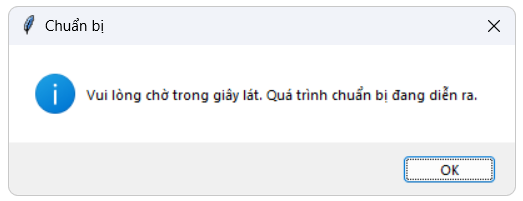 Chuẩn bị
Vui lòng chờ trong giây lát. Quá trình chuẩn bị đang diễn ra.
OK